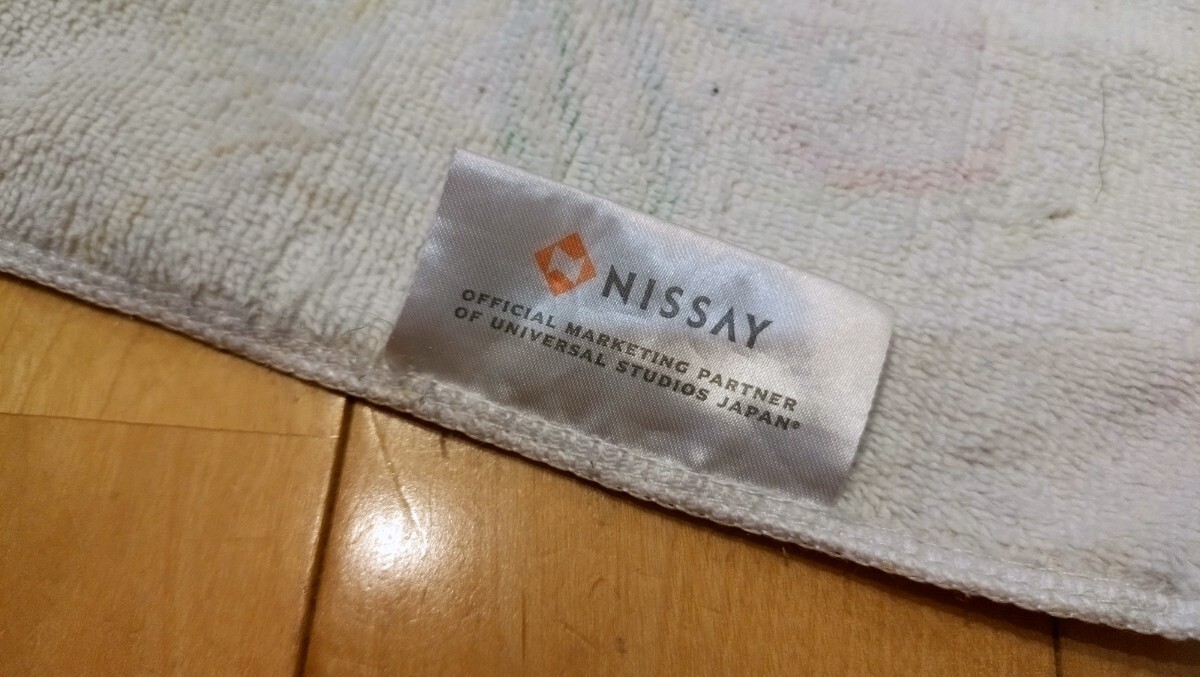 NISSAY
OFFICIAL MARKETING PARTNER
OF UNIVERSAL STUDIOS JAPAN®